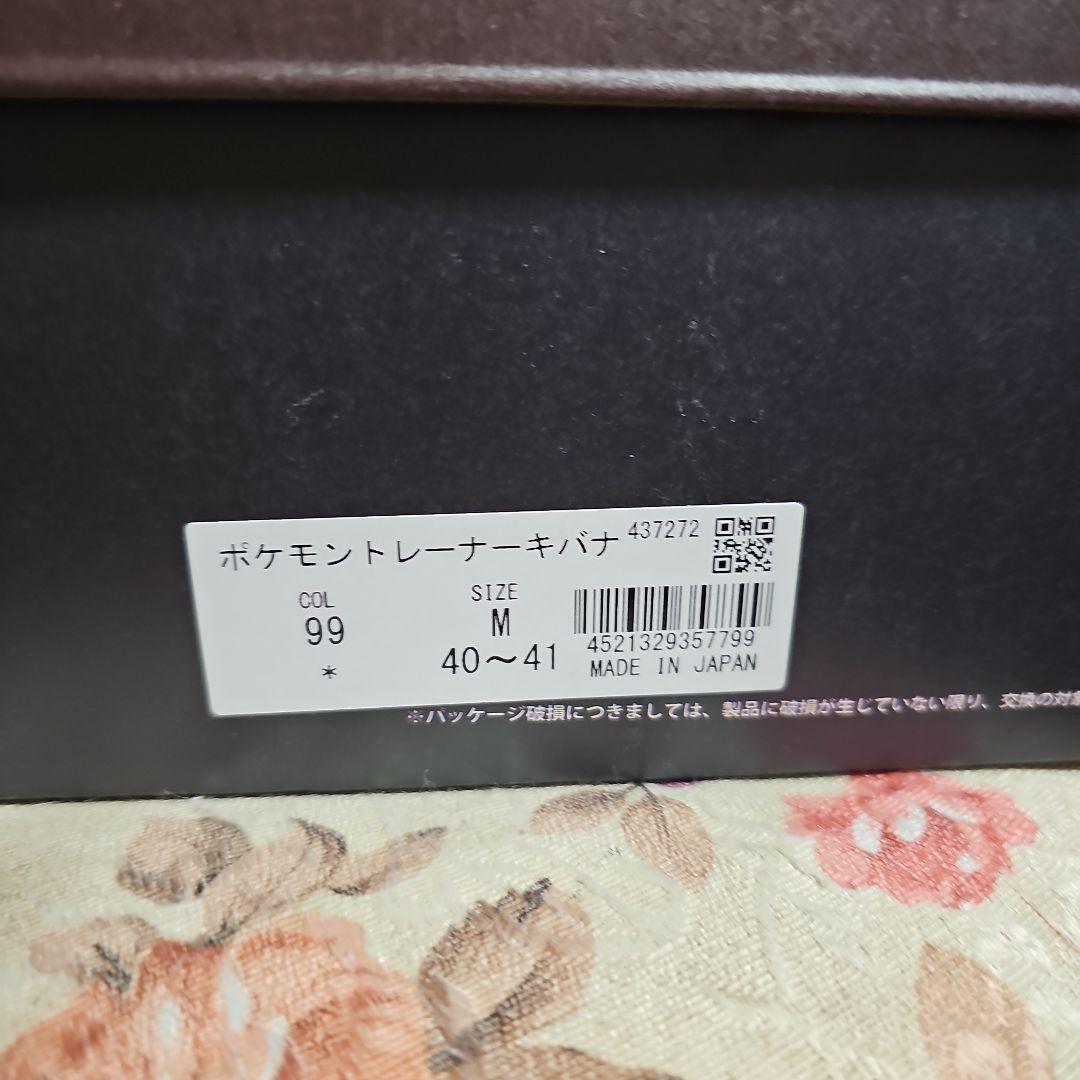 ポケモントレーナーキバナ 437272
COL
99
*
SIZE
M
40～41
4521329357799
MADE IN JAPAN
※パッケージ破損につきましては、製品に破損が生じていない限り、交換の対象